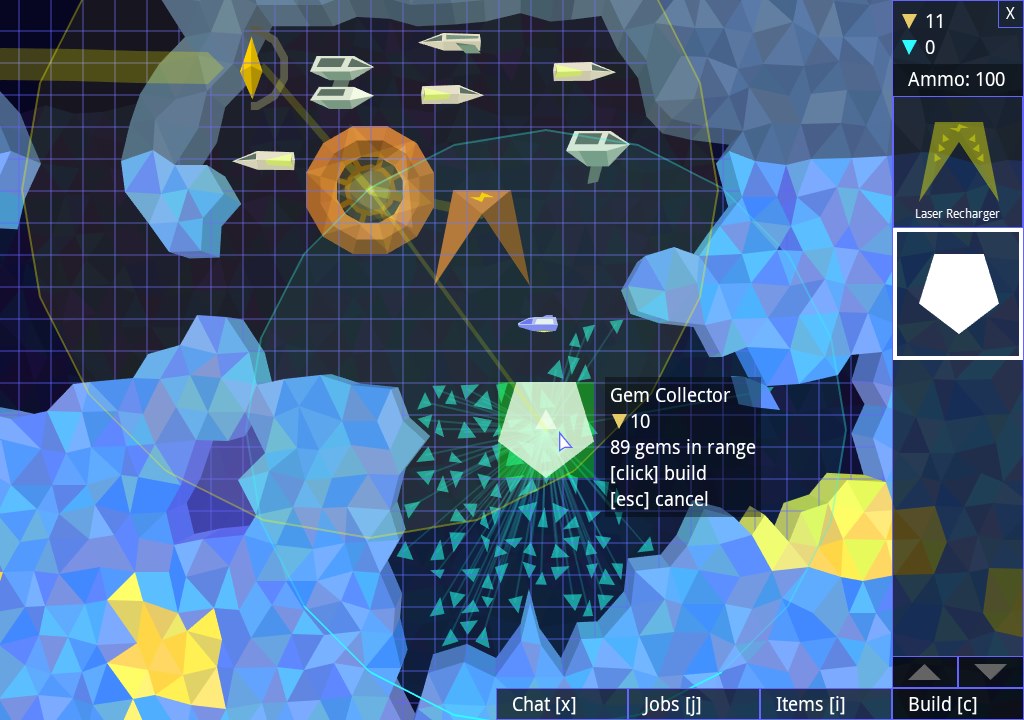 X
11
0
Ammo: 100
Laser Recharger
Gem Collector
10
89 gems in range
[click] build
[esc] cancel
Chat [x]
Jobs [j]
Items [i]
Build [c]